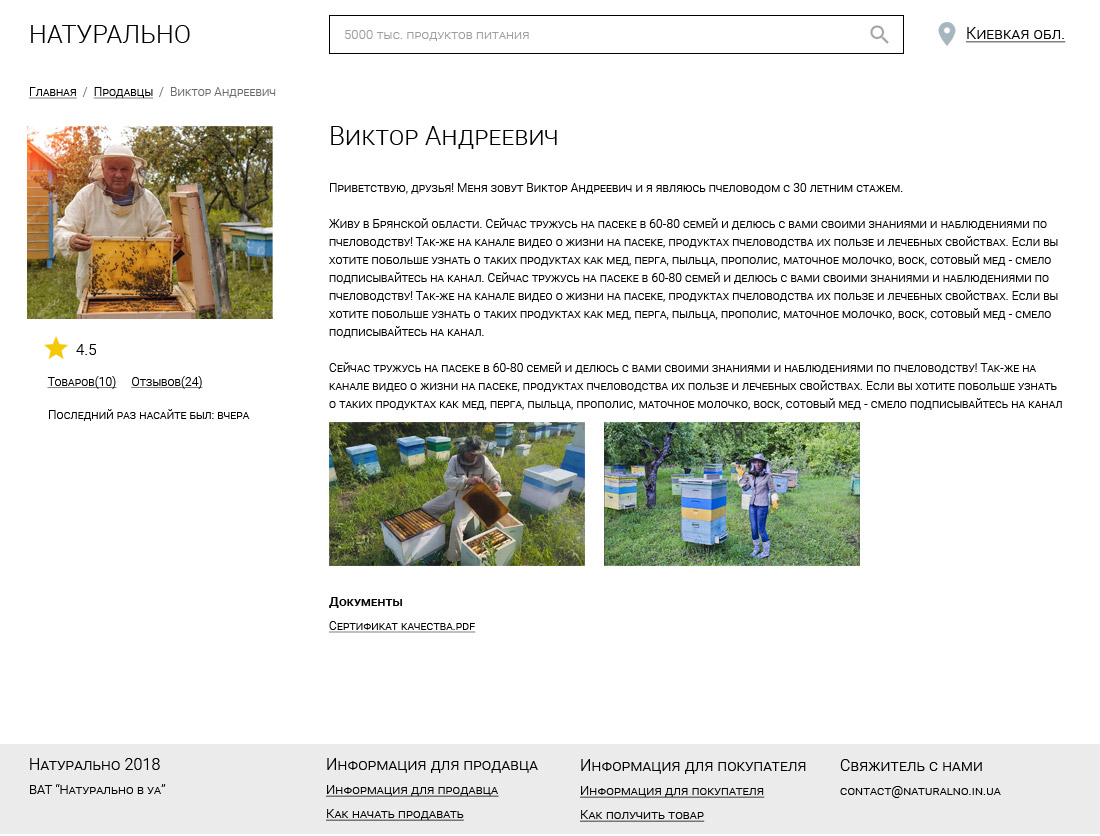 НАТУРАЛЬНО
5000 тыс. продуктов питания
Киевкая обл.
Главная / Продавцы / Виктор Андреевич
Виктор Андреевич
Приветствую, друзья! Меня зовут Виктор Андреевич и я являюсь пчеловодом с 30 летним стажем.
Живу в Брянской области. Сейчас тружусь на пасеке в 60-80 семей и делюсь с вами своими знаниями и наблюдениями по
пчеловодству! Так-же на канале видео о жизни на пасеке, продуктах пчеловодства их пользе и лечебных свойствах. Если вы
хотите побольше узнать о таких продуктах как мед, перга, пыльца, прополис, маточное молочко, воск, сотовый мед - смело
подписывайтесь на канал. Сейчас тружусь на пасеке в 60-80 семей и делюсь с вами своими знаниями и наблюдениями по
пчеловодству! Так-же на канале видео о жизни на пасеке, продуктах пчеловодства их пользе и лечебных свойствах. Если вы
хотите побольше узнать о таких продуктах как мед, перга, пыльца, прополис, маточное молочко, воск, сотовый мед - смело
подписывайтесь на канал.
Сейчас тружусь на пасеке в 60-80 семей и делюсь с вами своими знаниями и наблюдениями по пчеловодству! Так-же на
канале видео о жизни на пасеке, продуктах пчеловодства их пользе и лечебных свойствах. Если вы хотите побольше узнать
о таких продуктах как мед, перга, пыльца, прополис, маточное молочко, воск, сотовый мед - смело подписывайтесь на канал
4.5
Товаров(10) Отзывов(24)
Последний раз насайте был: вчера
Документы
Сертификат качества.pdf
Натурально 2018
ВАТ "Натурально в уа"
Информация для продавца
Информация для продавца
Как начать продавать
Информация для покупателя
Информация для покупателя
Как получить товар
Свяжитель с нами
contact@naturalno.in.ua